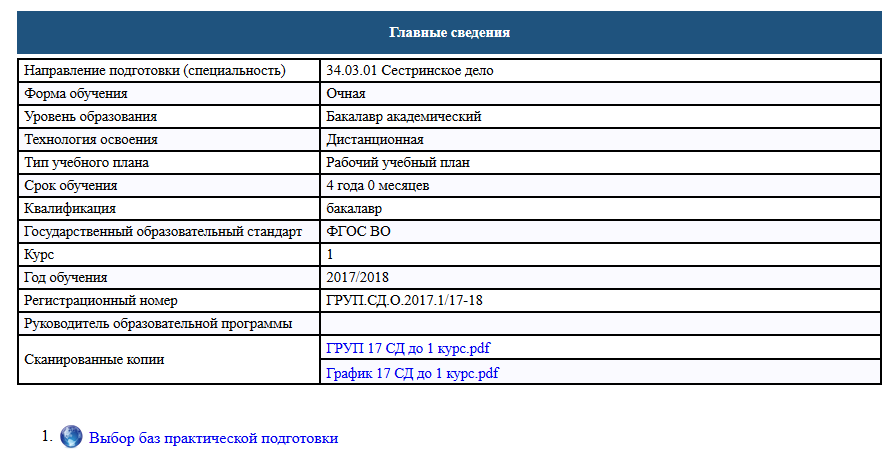 Главные сведения
Направление подготовки (специальность) 34.03.01 Сестринское дело
Форма обучения Очная
Уровень образования Бакалавр академический
Технология освоения Дистанционная
Тип учебного плана Рабочий учебный план
Срок обучения 4 года 0 месяцев
Квалификация бакалавр
Государственный образовательный стандарт ФГОС ВО
Курс 1
Год обучения 2017/2018
Регистрационный номер ГРУП.СД.О.2017.1/17-18
Руководитель образовательной программы
Сканированные копии
ГРУП 17 СД до 1 курс.pdf
График 17 СД до 1 курс.pdf
1. Выбор баз практической подготовки